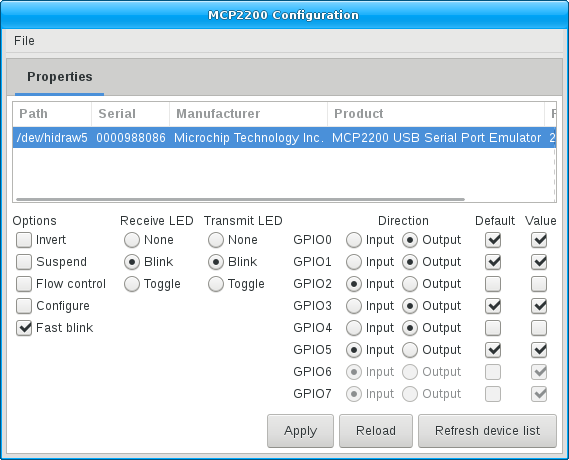 MCP2200 Configuration
File
Properties
Path Serial Manufacturer Product
/dev/hidraw5 0000988086 Microchip Technology Inc. MCP2200 USB Serial Port Emulator 2
Options Receive LED Transmit LED Direction Default Value
Invert None None GPIO0 Input Output
Suspend Blink Blink GPIO1 Input Output
Flow control Toggle Toggle GPIO2 Input Output
Configure GPIO3 Input Output
Fast blink GPIO4 Input Output
GPIO5 Input Output
GPIO6 Input Output
GPIO7 Input Output
Apply Reload Refresh device list